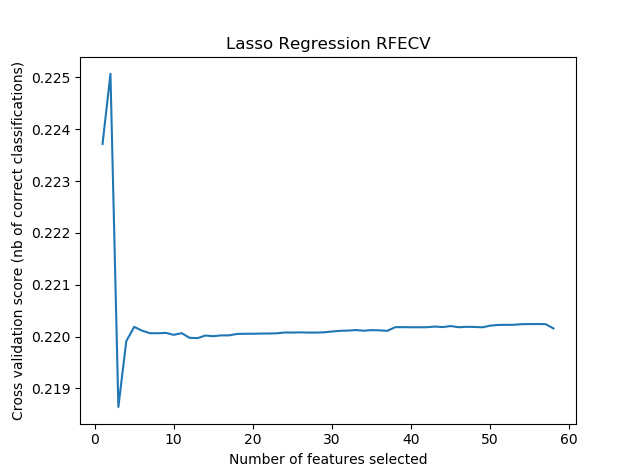 Lasso Regression RFECV
Cross validation score (nb of correct classifications)
0.225
0.224
0.223
0.222
0.221
0.220
0.219
0 10 20 30 40 50 60
Number of features selected